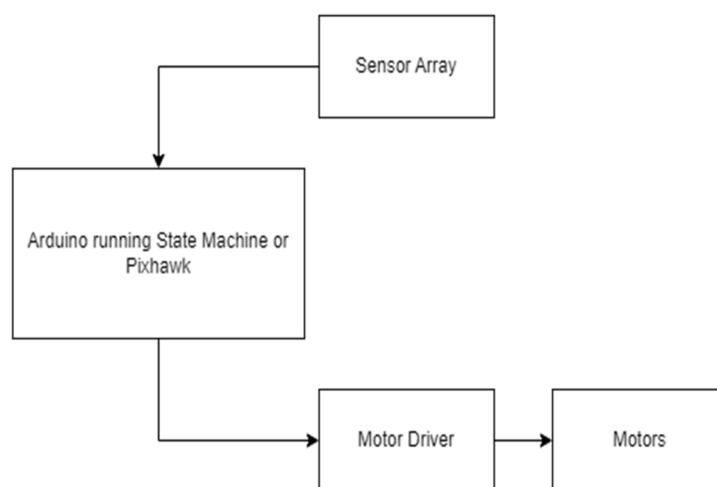 Sensor Array
Arduino running State Machine or
Pixhawk
Motor Driver
Motors